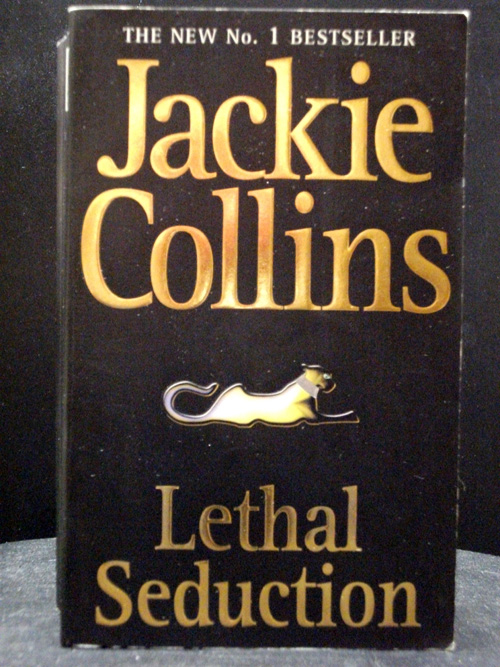 THE NEW No. 1 BESTSELLER
Jackie
Collins
Lethal
Seduction